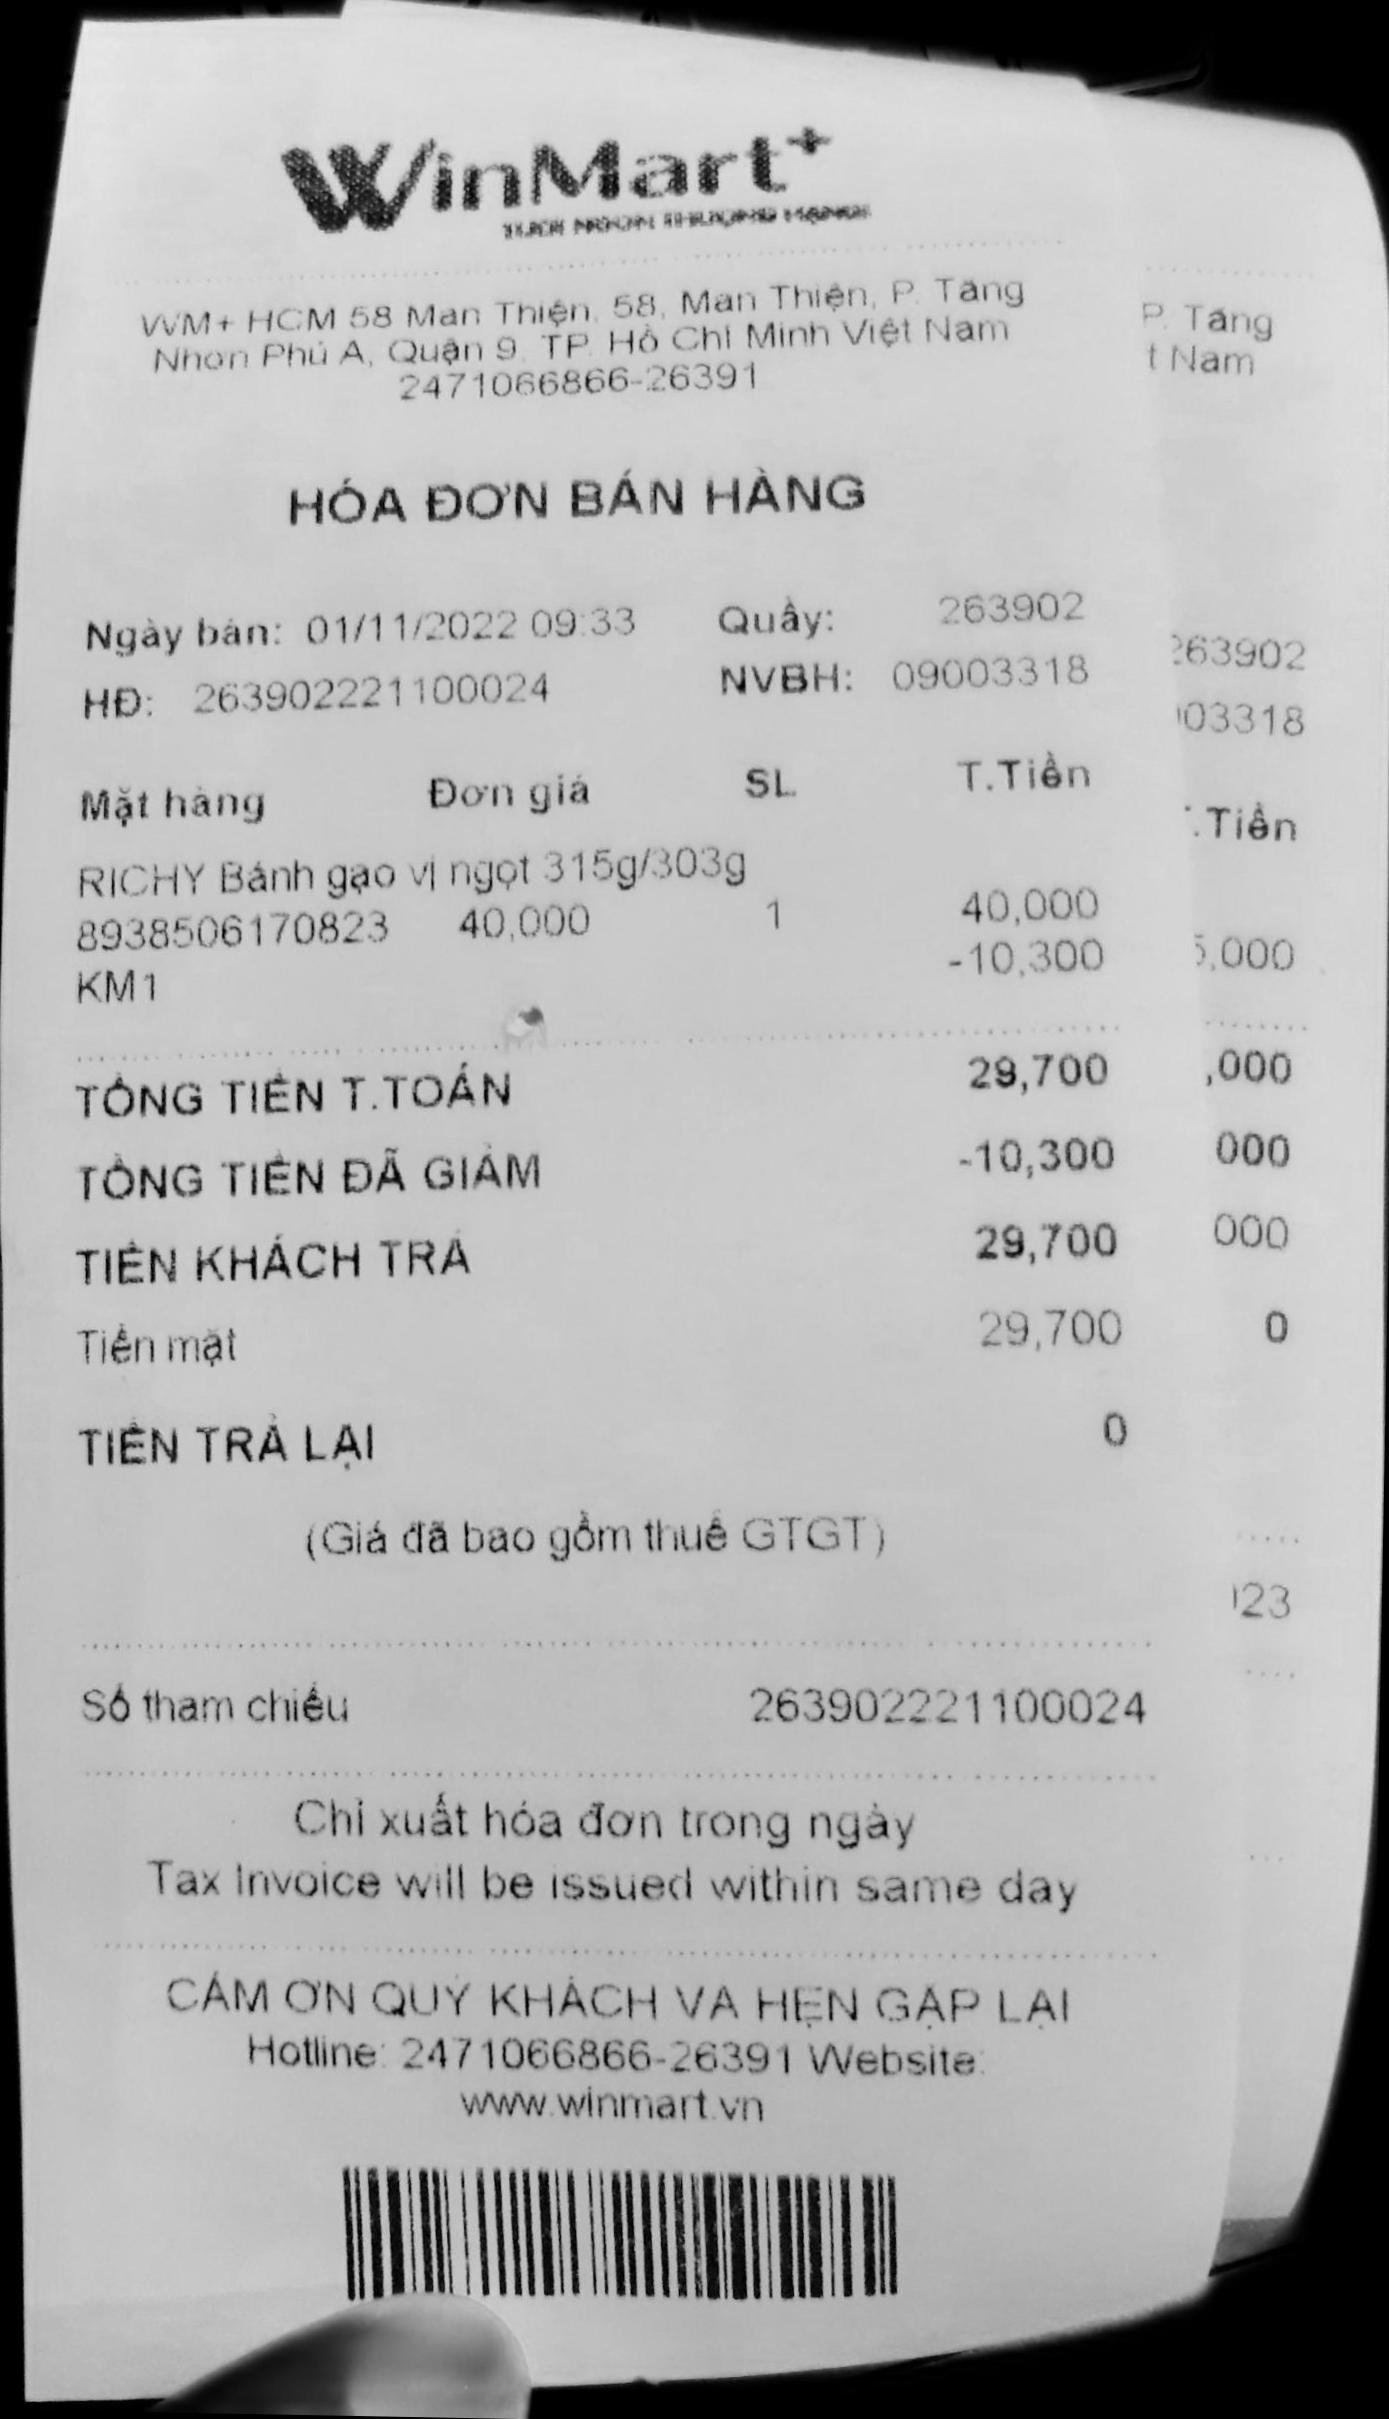 WinMart+
WM+ HCM 58 Man Thiện, 58, Man Thiện, P. Tăng
Nhơn Phú A, Quận 9, TP. Hồ Chí Minh Việt Nam
2471066866-26391
HÓA ĐƠN BÁN HÀNG
Ngày bán: 01/11/2022 09:33 Quầy: 263902
HĐ: 263902221100024 NVBH: 09003318
Mặt hàng Đơn giá SL T.Tiền
RICHY Bánh gạo vị ngọt 315g/303g
8938506170823 40,000 1 40,000
KM1 -10,300
TỔNG TIỀN T.TOÁN 29,700
TỔNG TIỀN ĐÃ GIẢM -10,300
TIỀN KHÁCH TRẢ 29,700
Tiền mặt 29,700
TIỀN TRẢ LẠI 0
(Giá đã bao gồm thuế GTGT)
Số tham chiếu 263902221100024
Chỉ xuất hóa đơn trong ngày
Tax Invoice will be issued within same day
CẢM ƠN QUÝ KHÁCH VÀ HẸN GẶP LẠI
Hotline: 2471066866-26391 Website:
www.winmart.vn
P. Tăng
t Nam
263902
003318
T.Tiền
5,000
,000
000
000
0
023